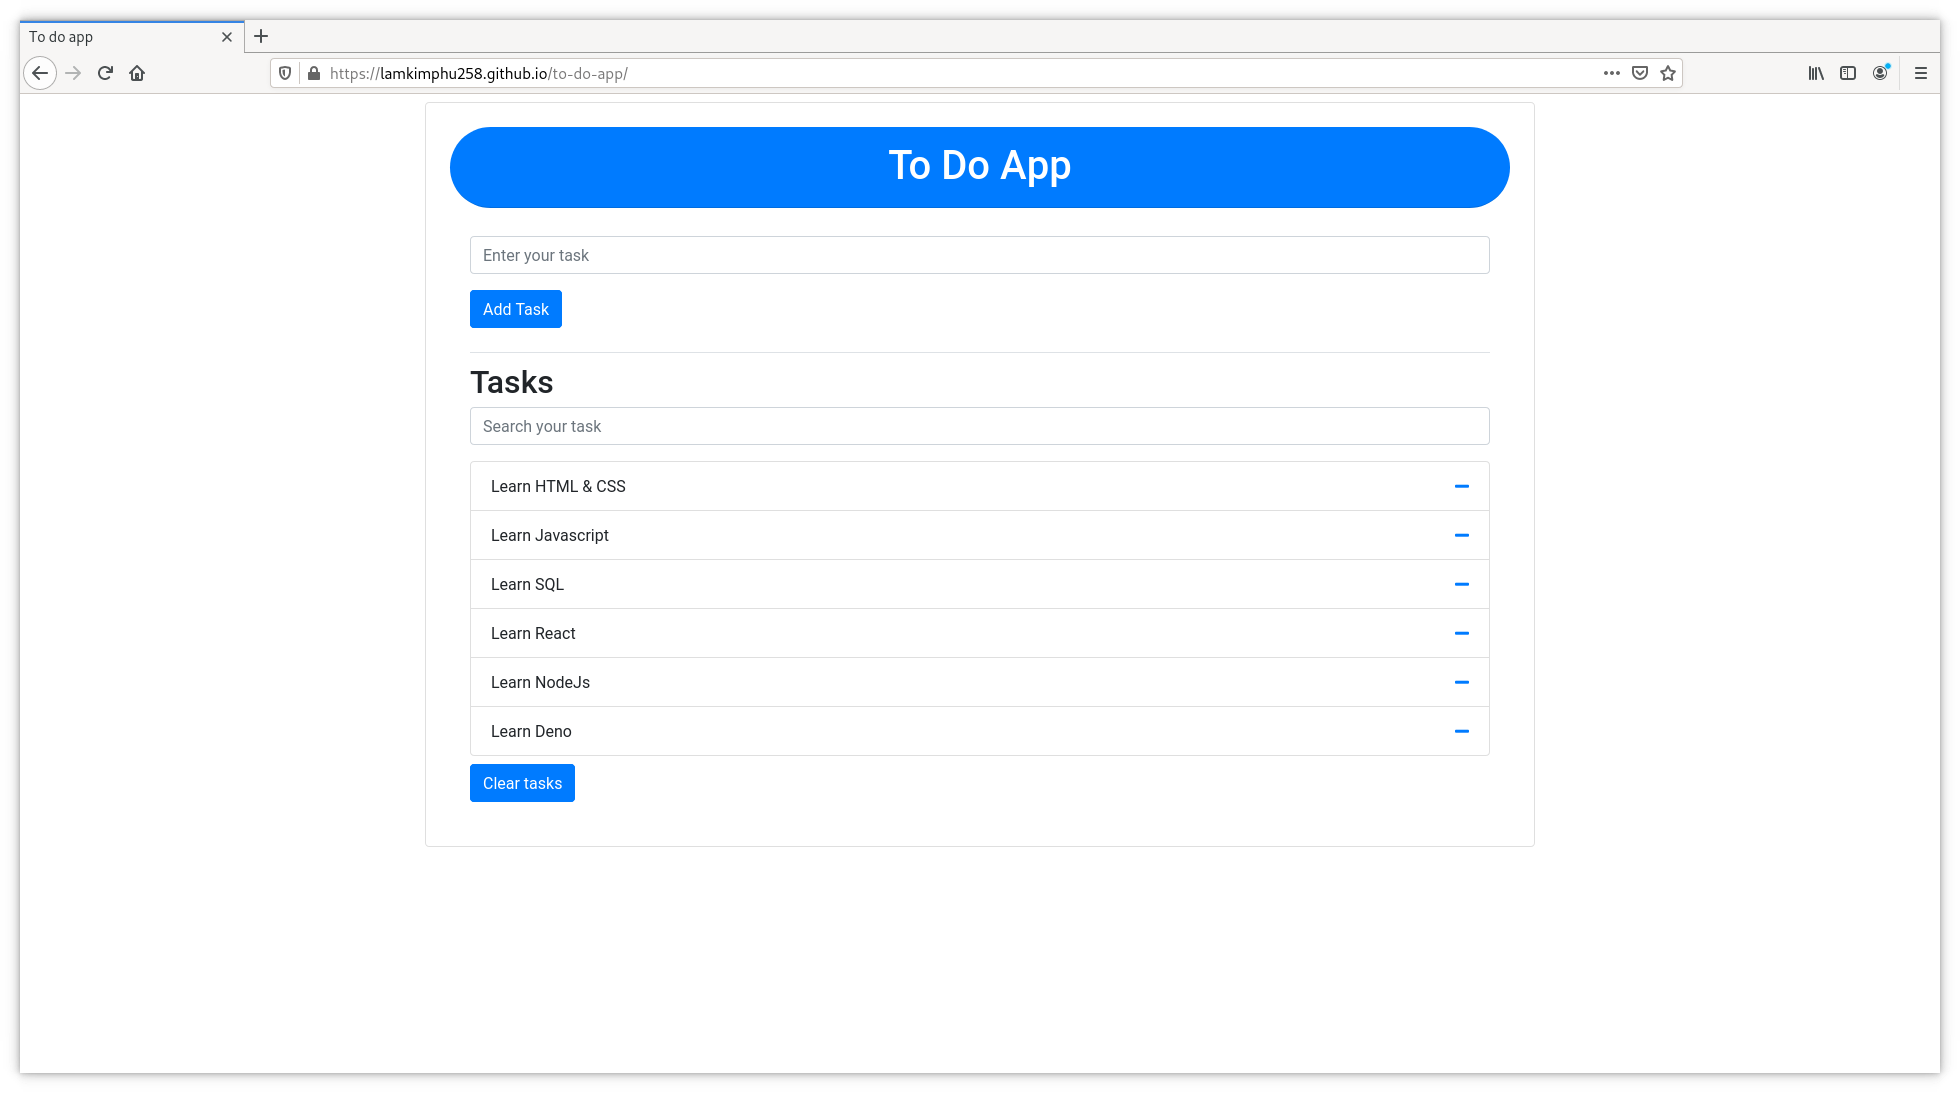 To do app
https://lamkimphu258.github.io/to-do-app/
To Do App
Enter your task
Add Task
Tasks
Search your task
Learn HTML & CSS
Learn Javascript
Learn SQL
Learn React
Learn NodeJs
Learn Deno
Clear tasks